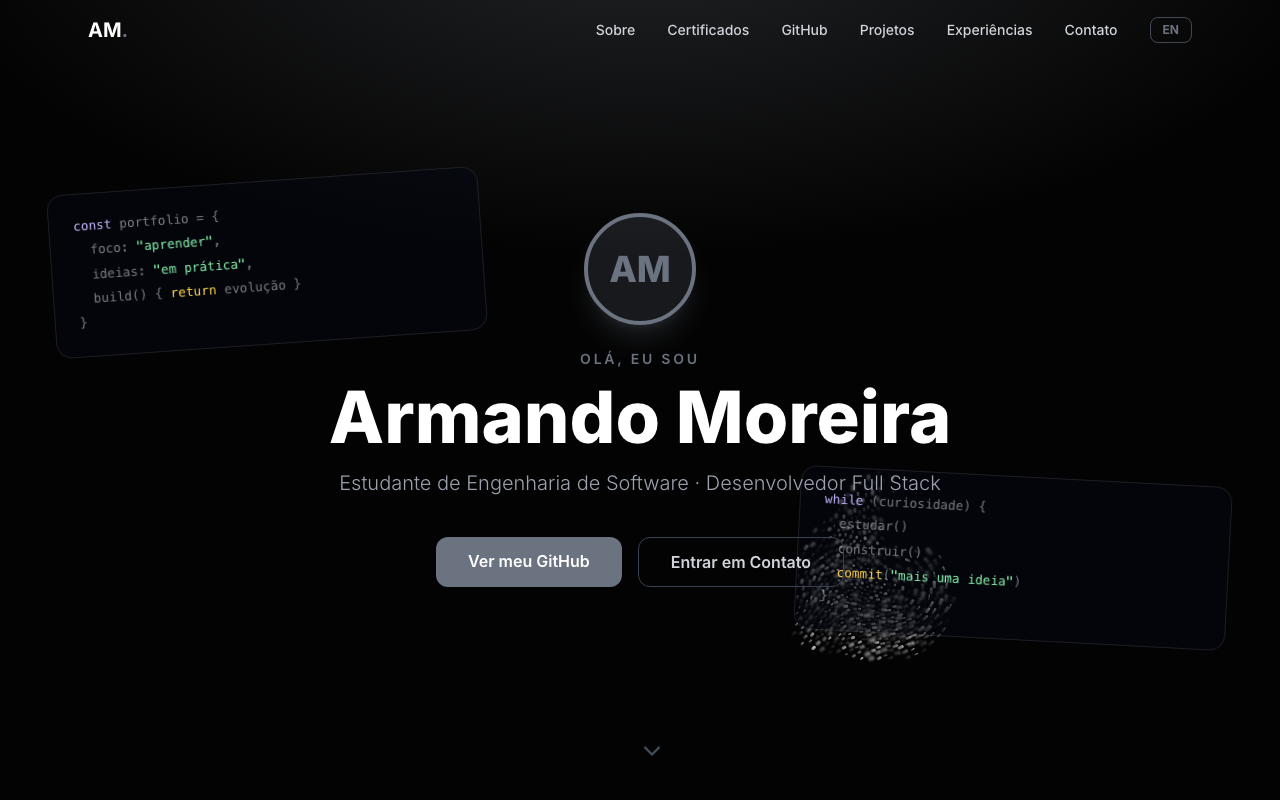 AM.
Sobre Certificados GitHub Projetos Experiências Contato EN
const portfolio = {
foco: "aprender",
ideias: "em prática",
build() { return evolução }
}
AM
OLÁ, EU SOU
Armando Moreira
Estudante de Engenharia de Software · Desenvolvedor Full Stack
Ver meu GitHub
Entrar em Contato
while (curiosidade) {
estudar()
construir()
commit("mais uma ideia")
}